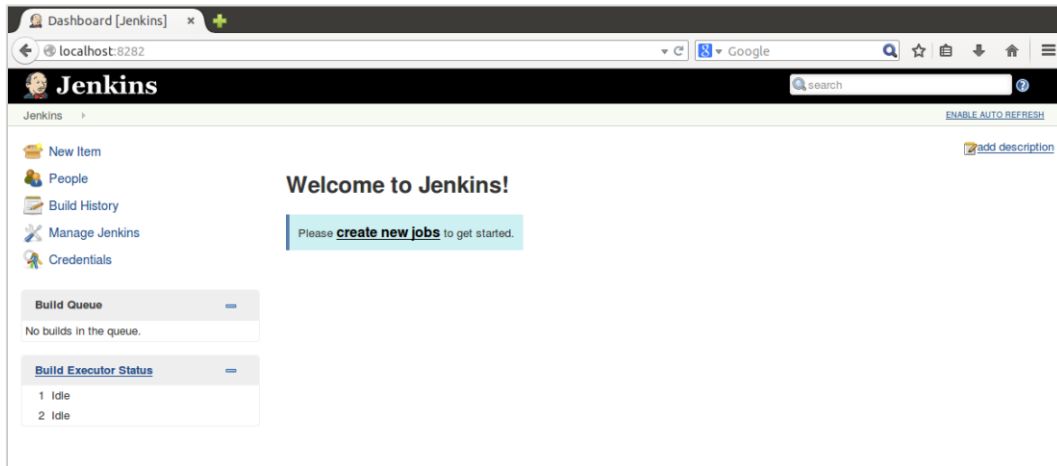 Dashboard [Jenkins]
localhost:8282
Google
Jenkins
search
Jenkins
ENABLE AUTO REFRESH
New Item
People
Build History
Manage Jenkins
Credentials
add description
Welcome to Jenkins!
Please create new jobs to get started.
Build Queue
No builds in the queue.
Build Executor Status
1 Idle
2 Idle